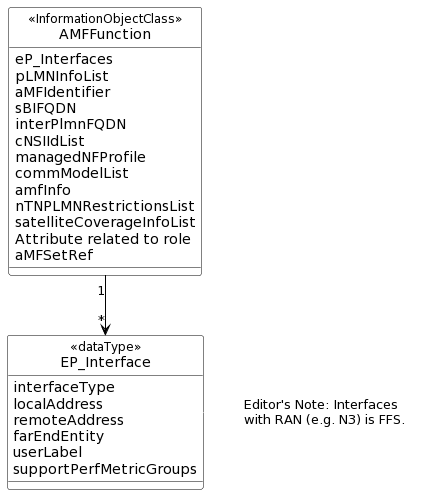 «InformationObjectClass»
AMFFunction
eP_Interfaces
pLMNInfoList
aMFIdentifier
sBIFQDN
interPlmnFQDN
cNSIIdList
managedNFProfile
commModelList
amfInfo
nTNPLMNRestrictionsList
satelliteCoverageInfoList
Attribute related to role
aMFSetRef
1
*
«dataType»
EP_Interface
interfaceType
localAddress
remoteAddress
farEndEntity
userLabel
supportPerfMetricGroups
Editor's Note: Interfaces
with RAN (e.g. N3) is FFS.